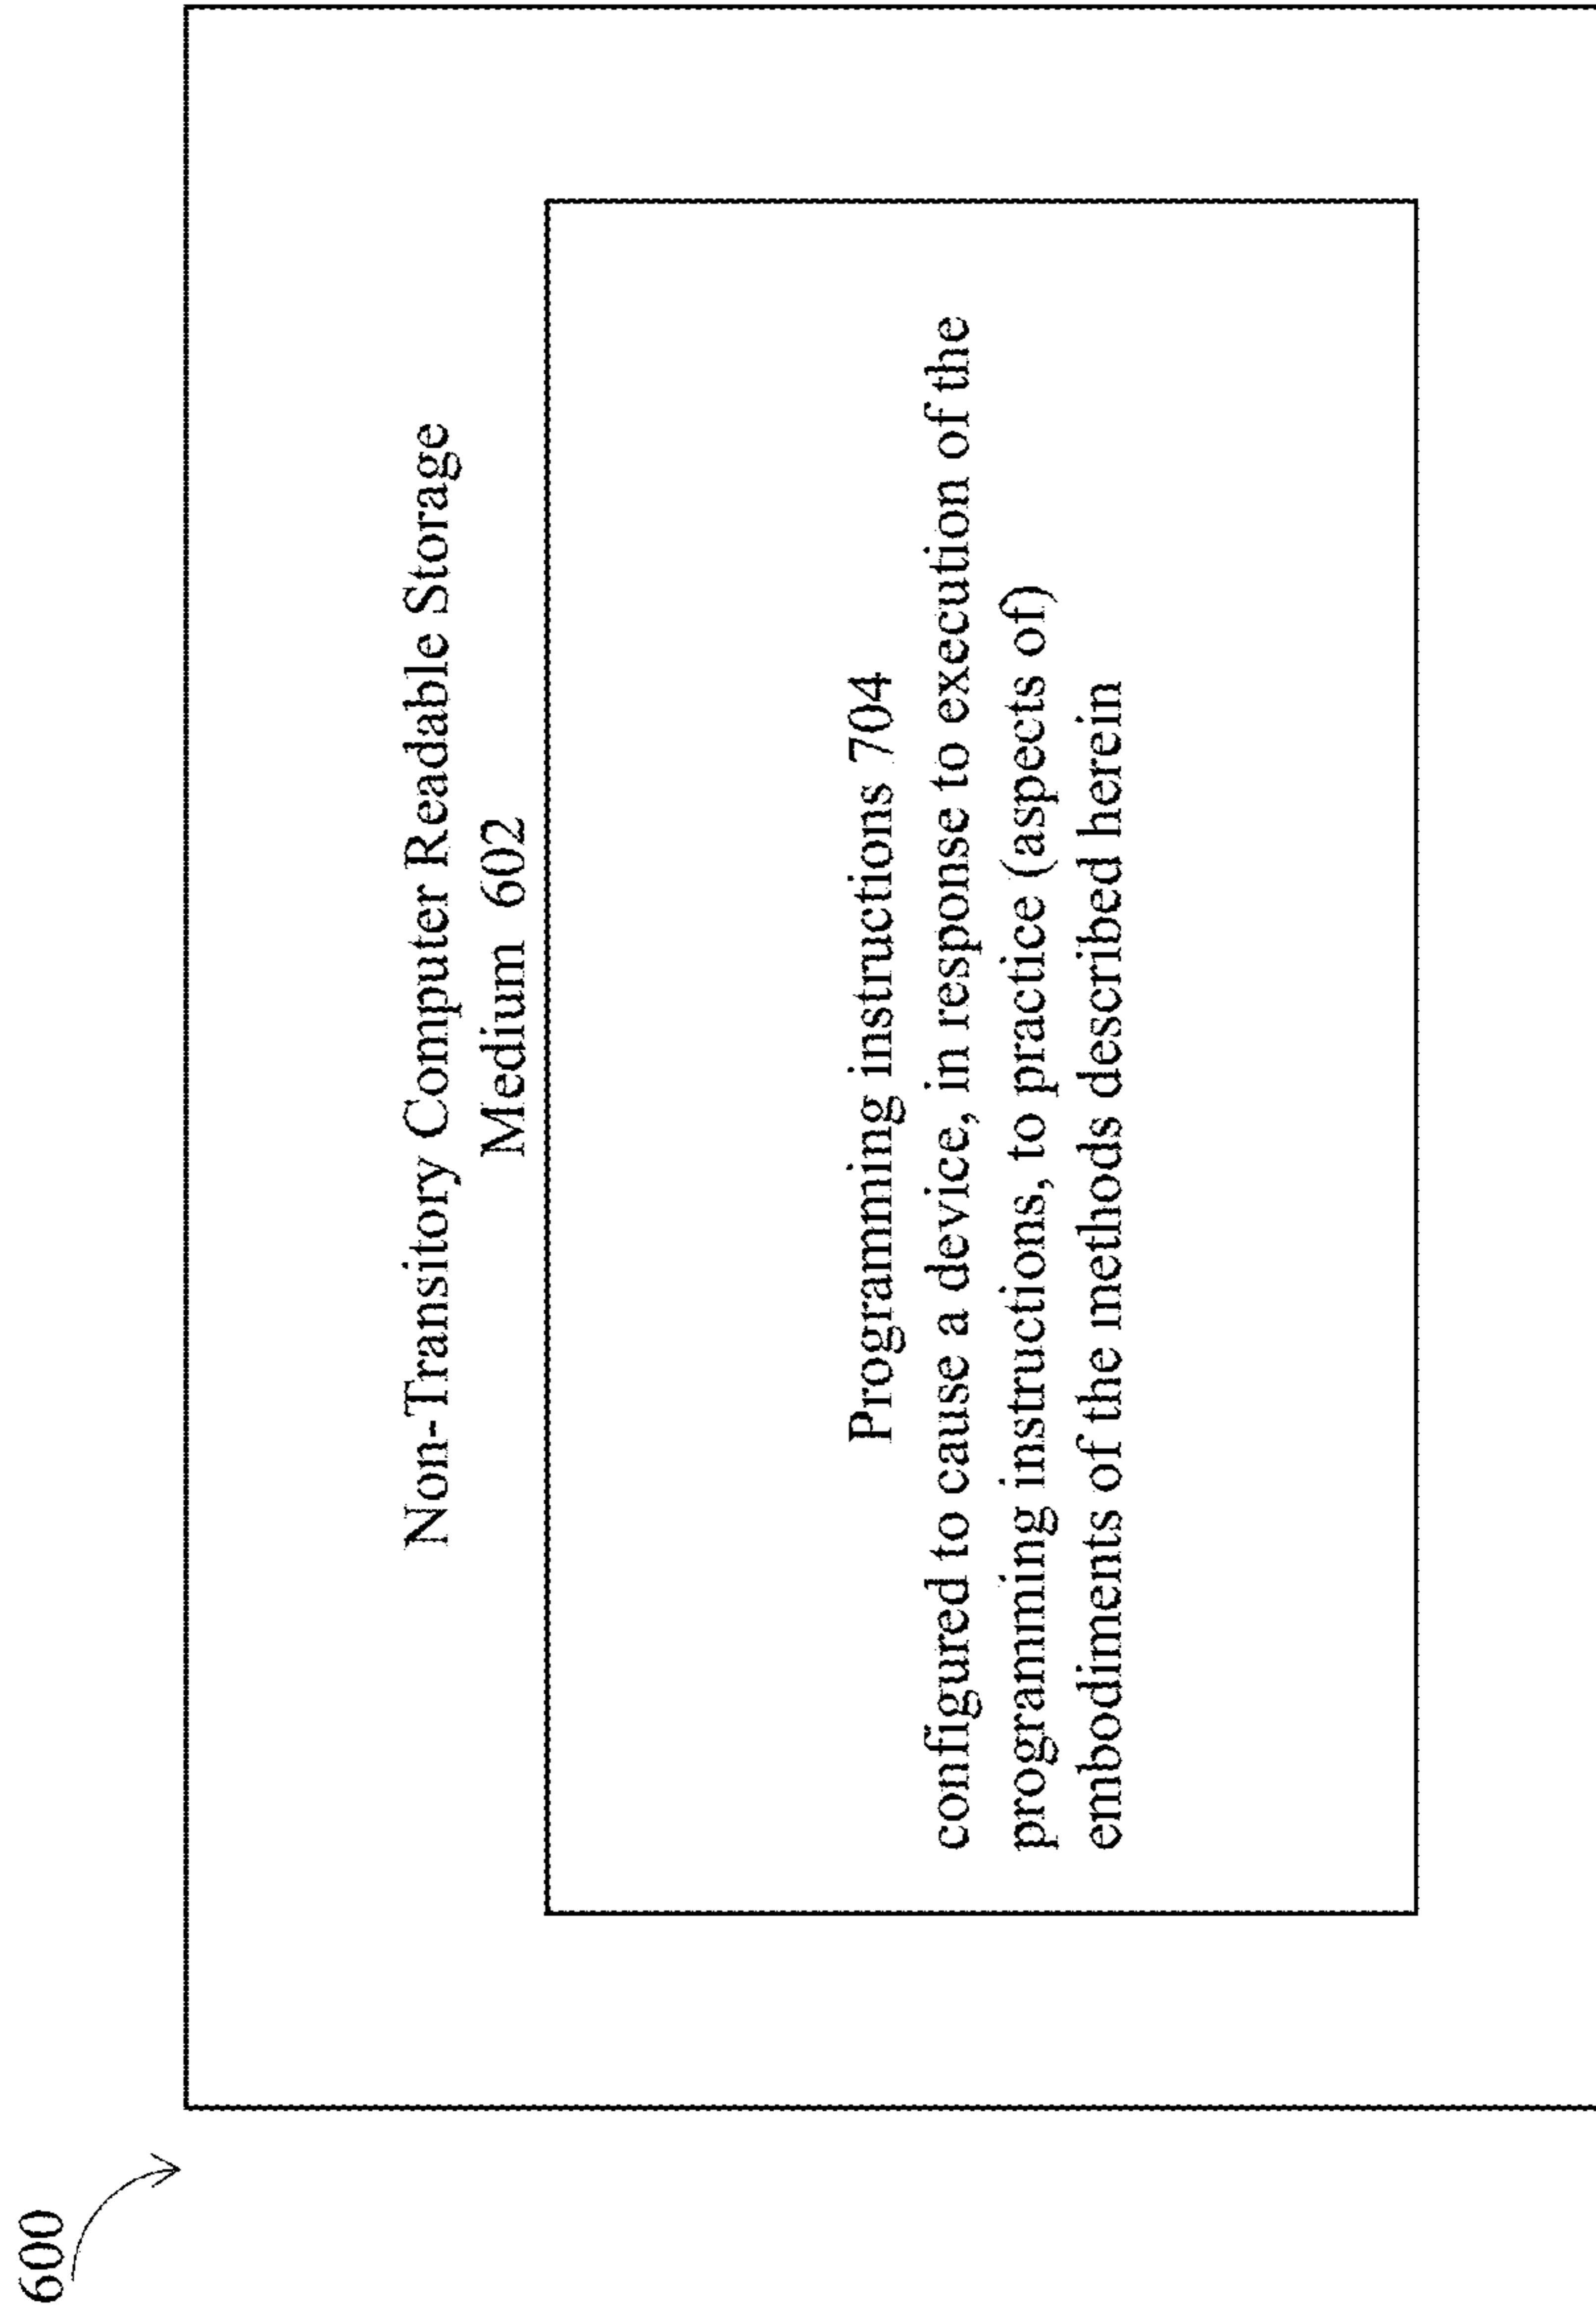 600
Non-Transitory Computer Readable Storage
Medium 602
Programming instructions 704
configured to cause a device, in response to execution of the
programming instructions, to practice (aspects of)
embodiments of the methods described herein